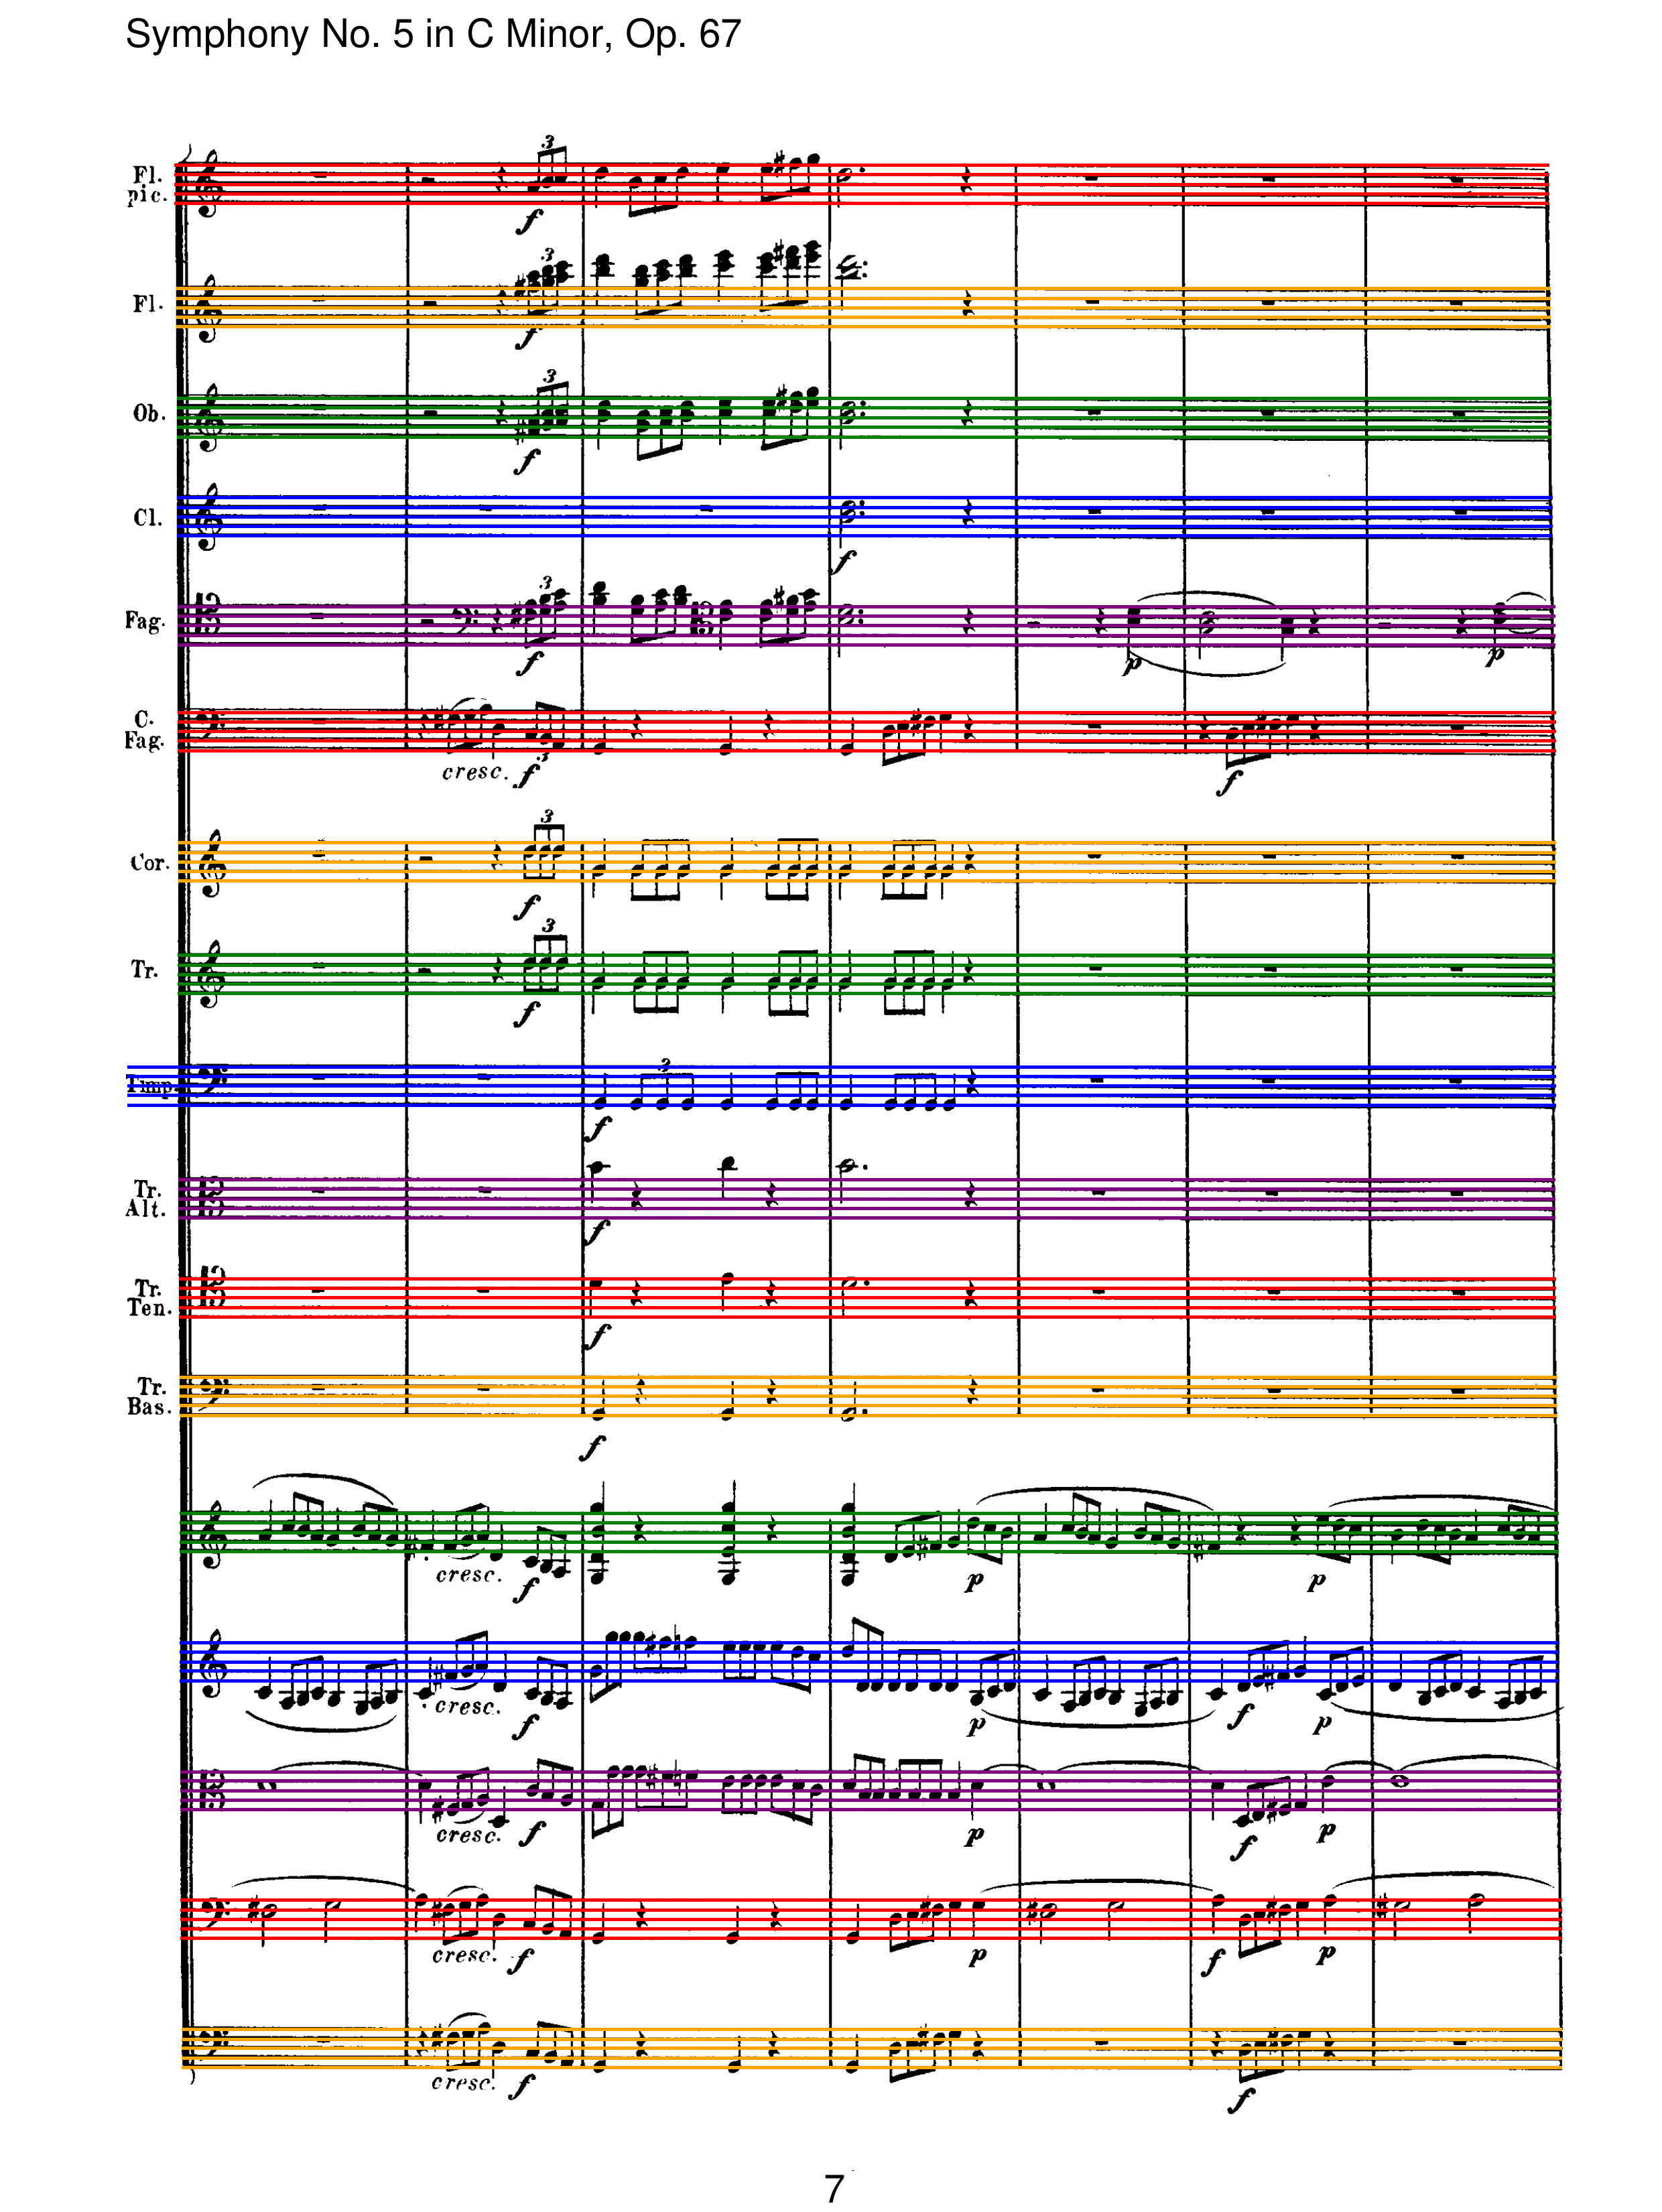 Symphony No. 5 in C Minor, Op. 67
3
Fl.
pic.
f
3
Fl.
f
3
Ob.
f
Cl.
f
3
Fag.
f
p
p
C.
Fag.
cresc.
3
f
f
3
Cor.
f
3
Tr.
f
3
Timp.
f
Tr.
Alt.
f
Tr.
Ten.
f
Tr.
Bas.
f
cresc. f p p
cresc. f p f p
cresc. f p f p
cresc. f p f p
cresc. f f
7